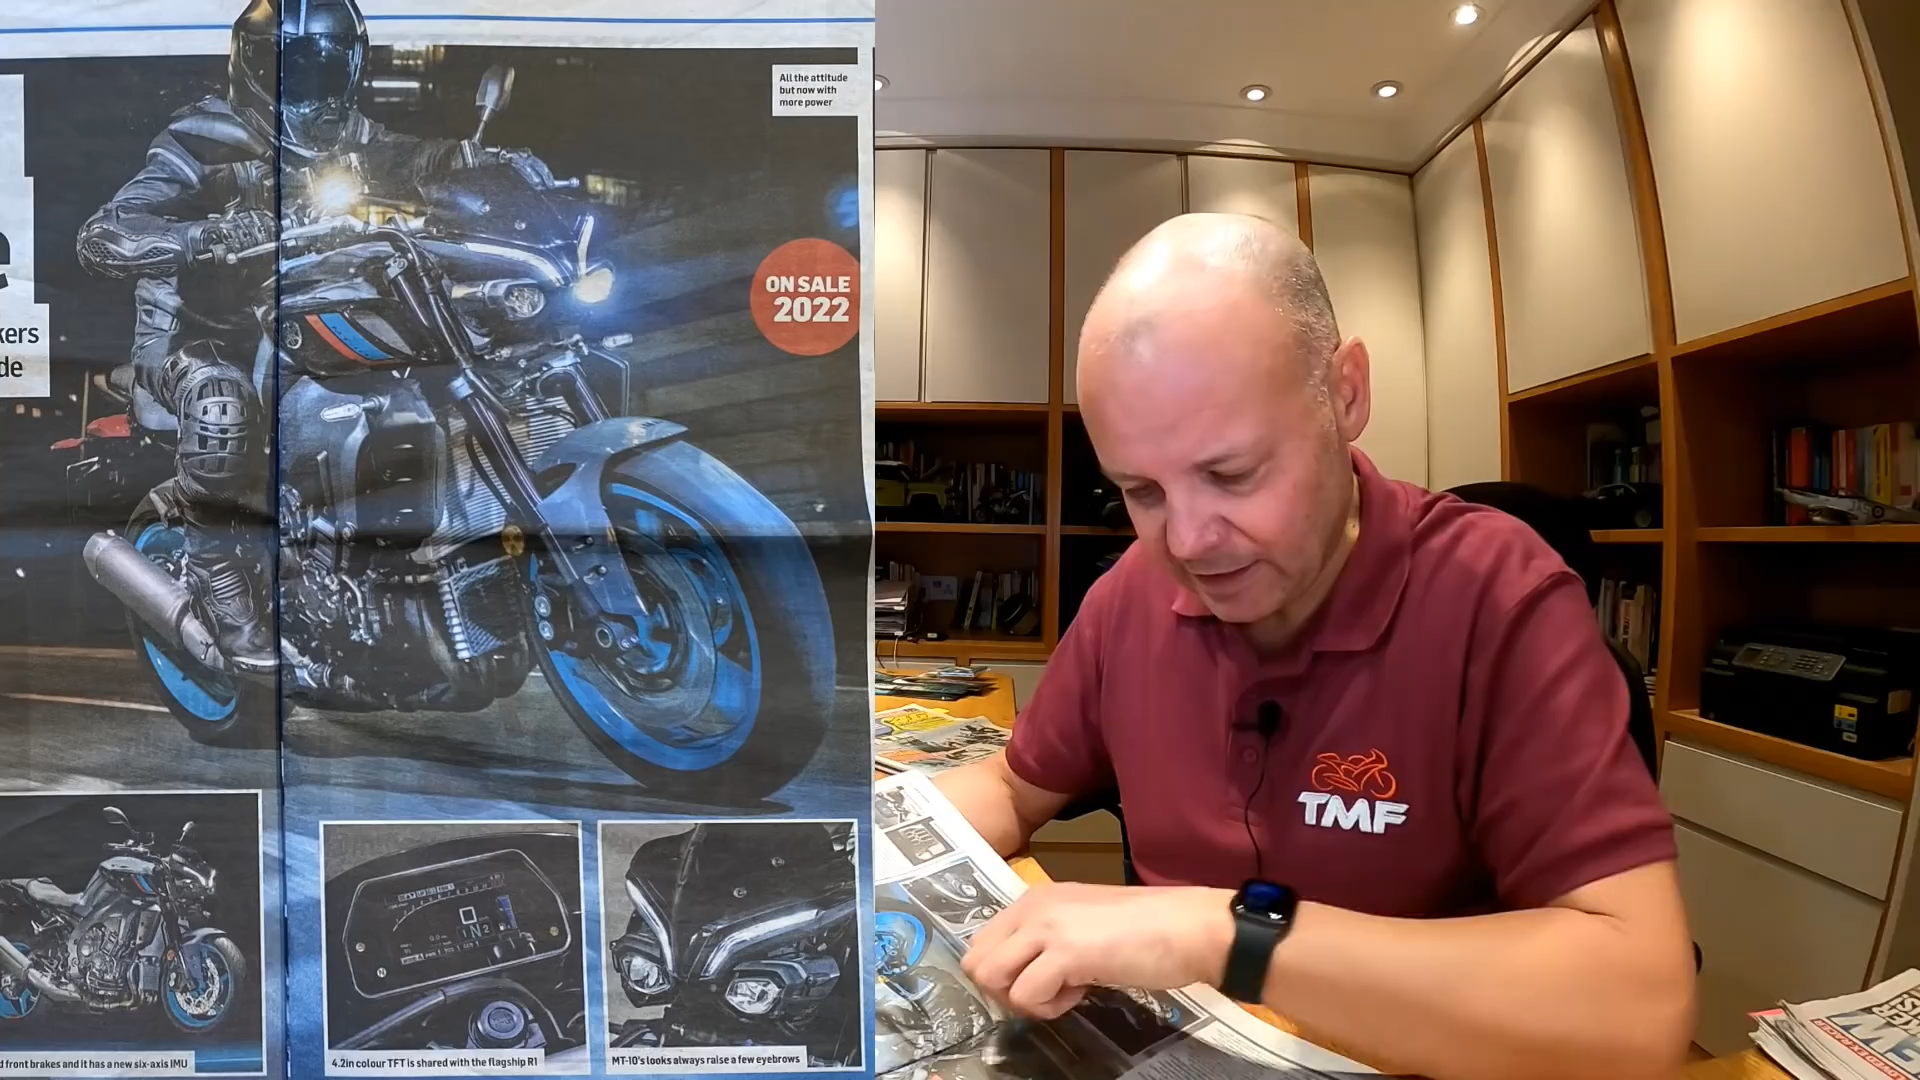 All the attitude
but now with
more power
ON SALE
2022
kers
de
d front brakes and it has a new six-axis IMU
4.2in colour TFT is shared with the flagship R1
MT-10's looks always raise a few eyebrows
TMF